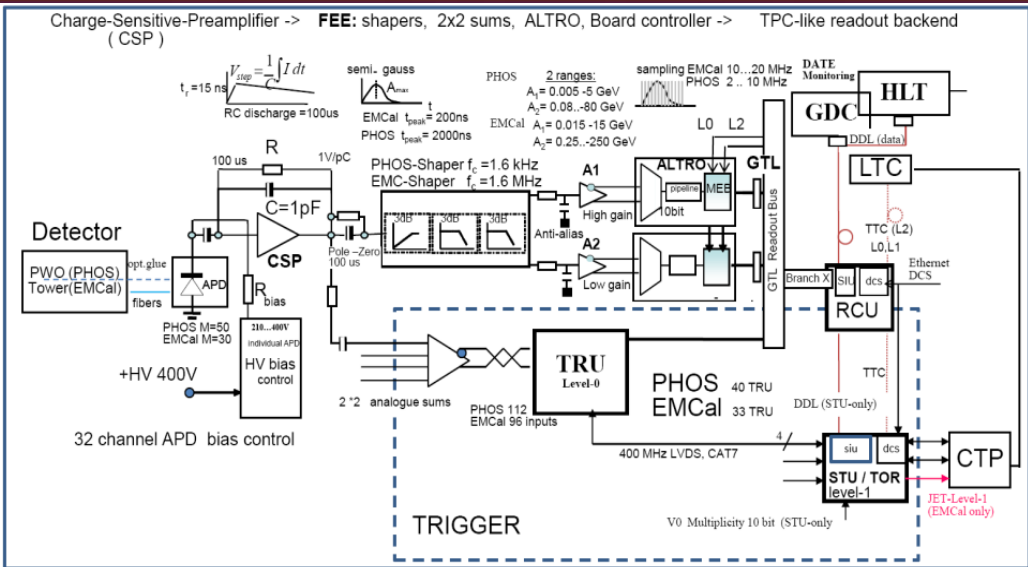 Charge-Sensitive-Preamplifier -> FEE: shapers, 2x2 sums, ALTRO, Board controller-> TPC-like readout backend
( CSP )
V_step = 1/C ∫ I dt
t_r = 15 ns
RC discharge =100us
semi- gauss
A_max
t
EMCal t_peak = 200ns
PHOS t_peak = 2000ns
PHOS
2 ranges:
A_1 = 0.005 -5 GeV
A_2 = 0.08..-80 GeV
EMCal
A_1 = 0.015 -15 GeV
A_2 = 0.25..-250 GeV
sampling EMCal 10...20 MHz
PHOS 2 .. 10 MHz
L0 L2
DATE
Monitoring
GDC
HLT
DDL (data)
LTC
TTC (L2)
L0,L1
Ethernet
DCS
R
100 us
1V/pC
C=1pF
CSP
Pole -Zero
100 us
PHOS-Shaper f_c = 1.6 kHz
EMC-Shaper f_c = 1.6 MHz
3dB
3dB
3dB
A1
High gain
Anti-alias
A2
Low gain
ALTRO
pipeline
MEB
10bit
GTL
GTL Readout Bus
Branch X
SIU
dcs
RCU
Detector
PWO (PHOS)
Tower(EMCal)
opt.glue
fibers
APD
PHOS M=50
EMCal M=30
R_bias
210...400V
individual APD
HV bias
control
+HV 400V
32 channel APD bias control
2 *2 analogue sums
TRU
Level-0
PHOS 112
EMCal 96 inputs
PHOS 40 TRU
EMCal 33 TRU
TTC
DDL (STU-only)
4
400 MHz LVDS, CAT7
siu
dcs
STU / TOR
level-1
CTP
JET-Level-1
(EMCal only)
V0 Multiplicity 10 bit (STU-only
TRIGGER